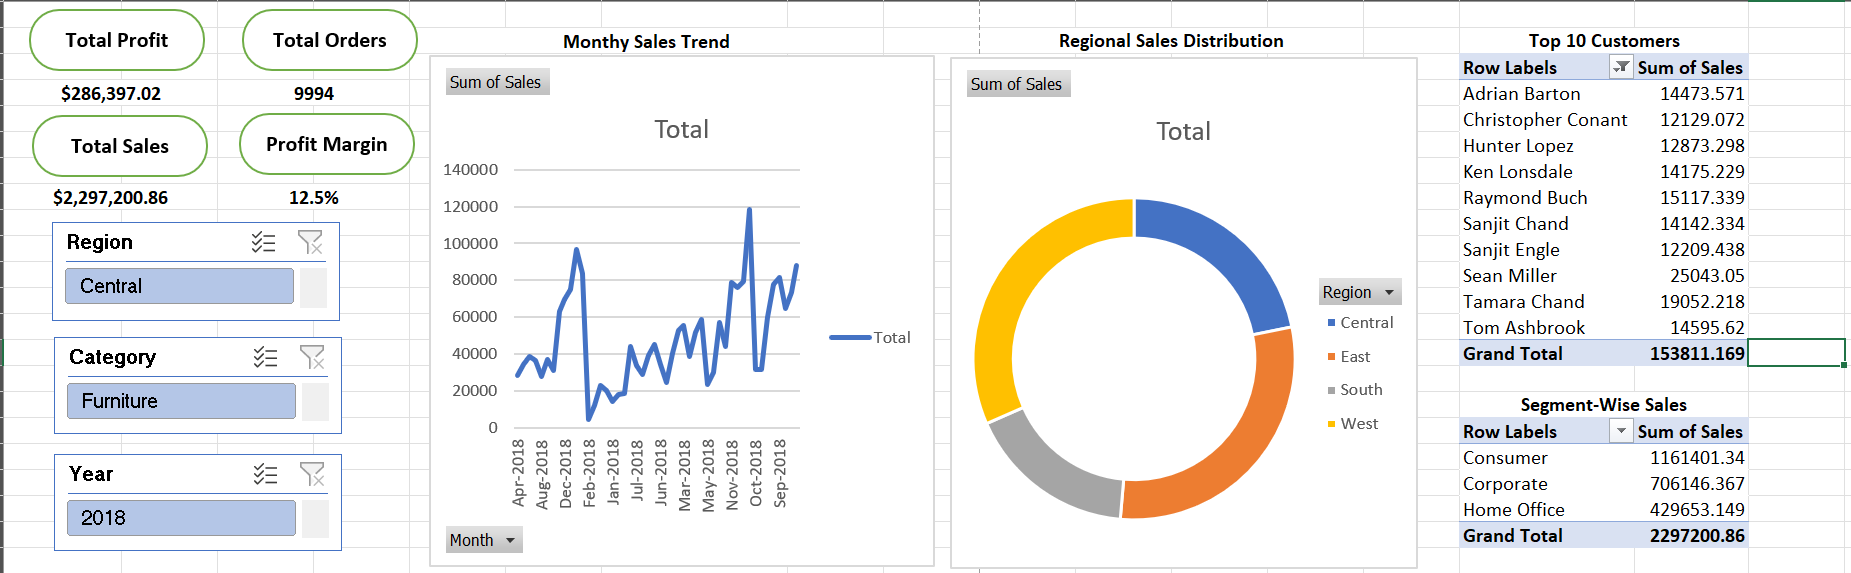 Total Profit
Total Orders
$286,397.02
9994
Total Sales
Profit Margin
$2,297,200.86
12.5%
Region
Central
Category
Furniture
Year
2018
Monthy Sales Trend
Sum of Sales
Total
140000
120000
100000
80000
60000
40000
20000
0
Apr-2018
Aug-2018
Dec-2018
Feb-2018
Jan-2018
Jul-2018
Jun-2018
Mar-2018
May-2018
Nov-2018
Oct-2018
Sep-2018
Total
Month
Regional Sales Distribution
Sum of Sales
Total
Region
Central
East
South
West
Top 10 Customers
Row Labels Sum of Sales
Adrian Barton 14473.571
Christopher Conant 12129.072
Hunter Lopez 12873.298
Ken Lonsdale 14175.229
Raymond Buch 15117.339
Sanjit Chand 14142.334
Sanjit Engle 12209.438
Sean Miller 25043.05
Tamara Chand 19052.218
Tom Ashbrook 14595.62
Grand Total 153811.169
Segment-Wise Sales
Row Labels Sum of Sales
Consumer 1161401.34
Corporate 706146.367
Home Office 429653.149
Grand Total 2297200.86